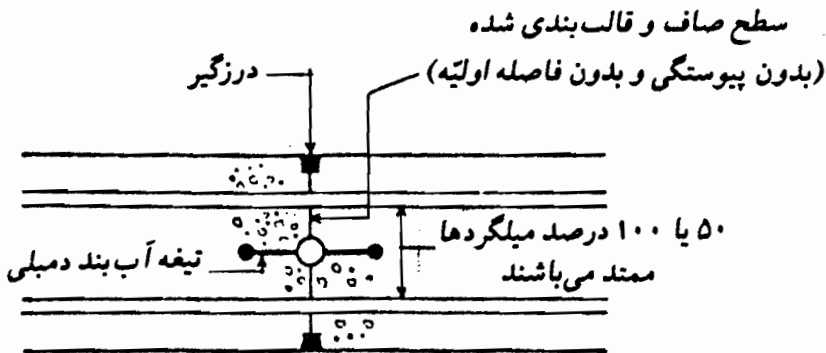 سطح صاف و قالب‌بندی شده
(بدون پیوستگی و بدون فاصله اولیّه)
درزگیر
۵۰ یا ۱۰۰ درصد میلگردها
ممتد می‌باشند
تیغه آب‌بند دمبلی